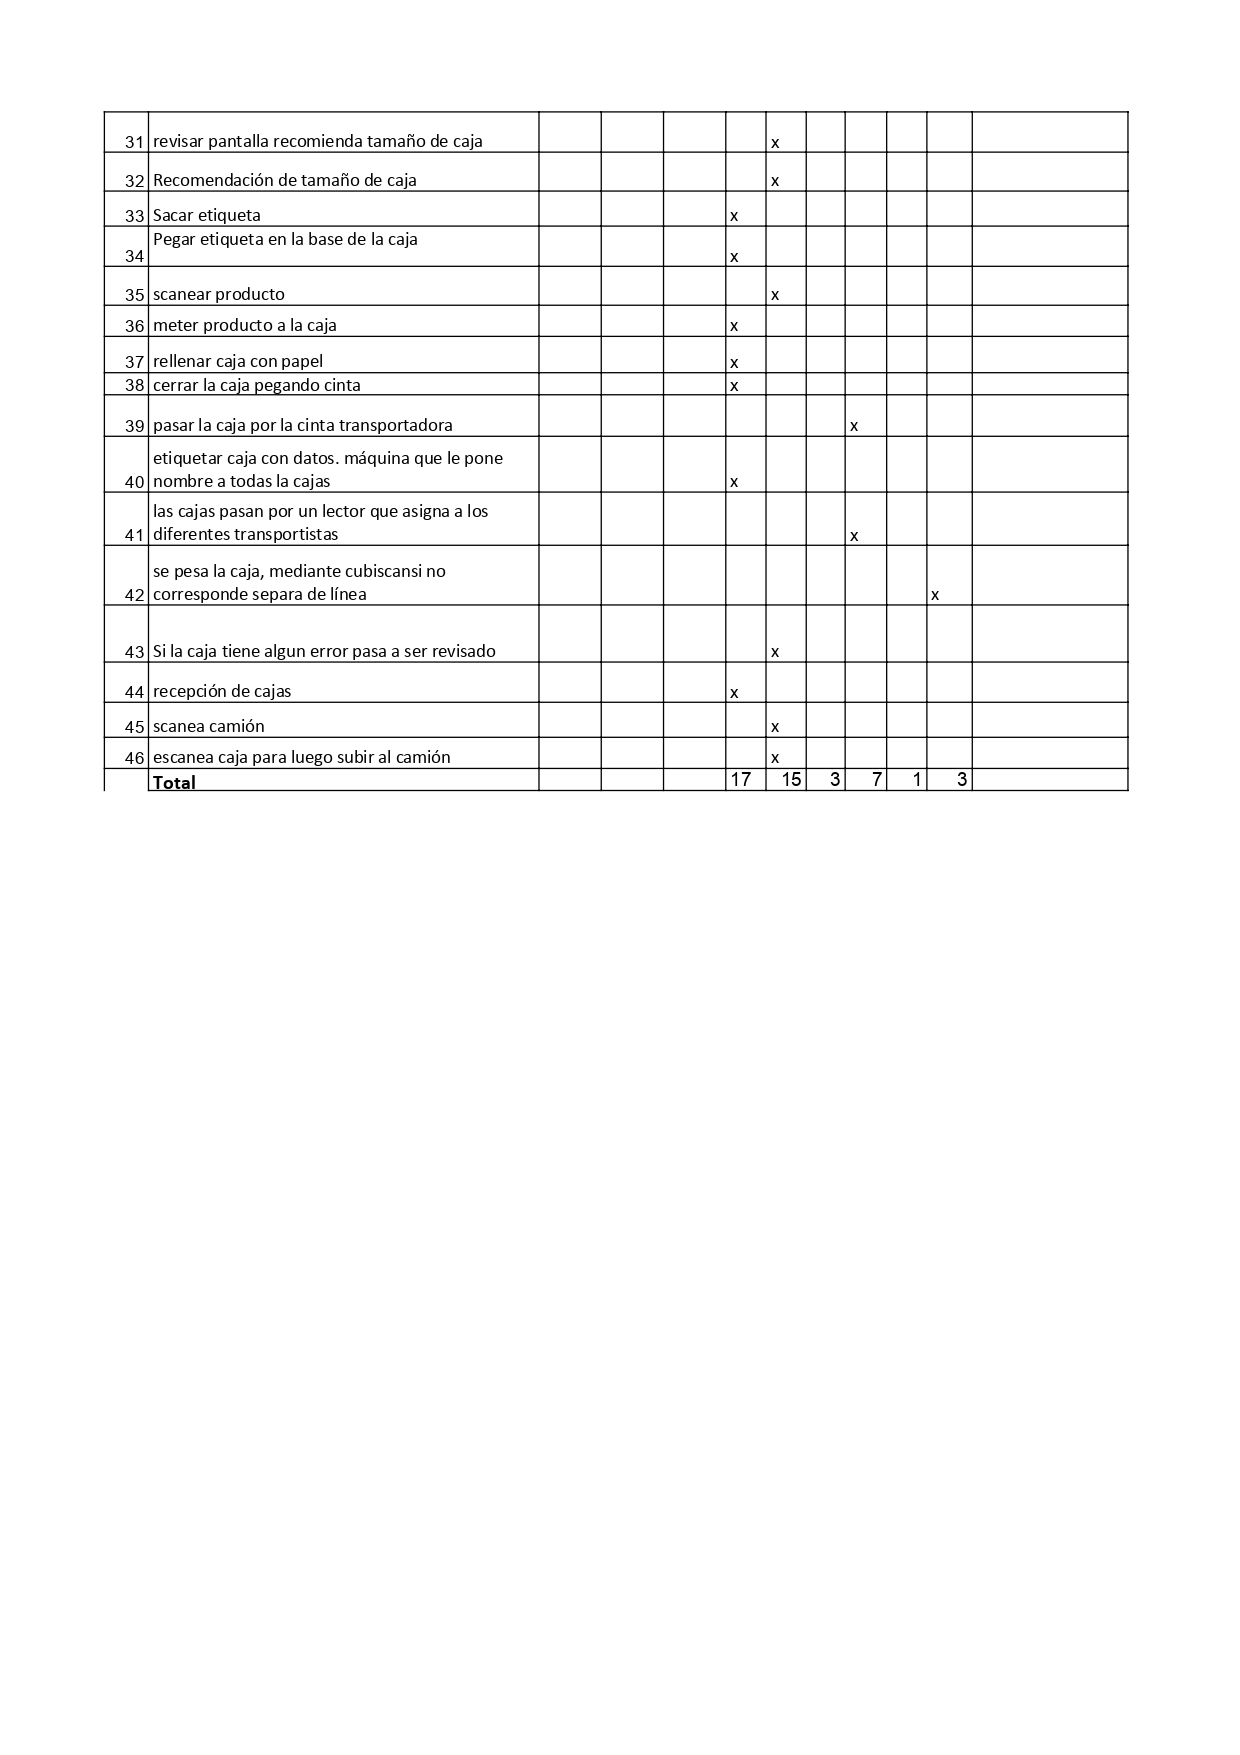 31 revisar pantalla recomienda tamaño de caja x
32 Recomendación de tamaño de caja x
33 Sacar etiqueta x
Pegar etiqueta en la base de la caja
34 x
35 scanear producto x
36 meter producto a la caja x
37 rellenar caja con papel x
38 cerrar la caja pegando cinta x
39 pasar la caja por la cinta transportadora x
etiquetar caja con datos. máquina que le pone
40 nombre a todas la cajas x
las cajas pasan por un lector que asigna a los
41 diferentes transportistas x
se pesa la caja, mediante cubiscansi no
42 corresponde separa de línea x
43 Si la caja tiene algun error pasa a ser revisado x
44 recepción de cajas x
45 scanea camión x
46 escanea caja para luego subir al camión x
Total 17 15 3 7 1 3